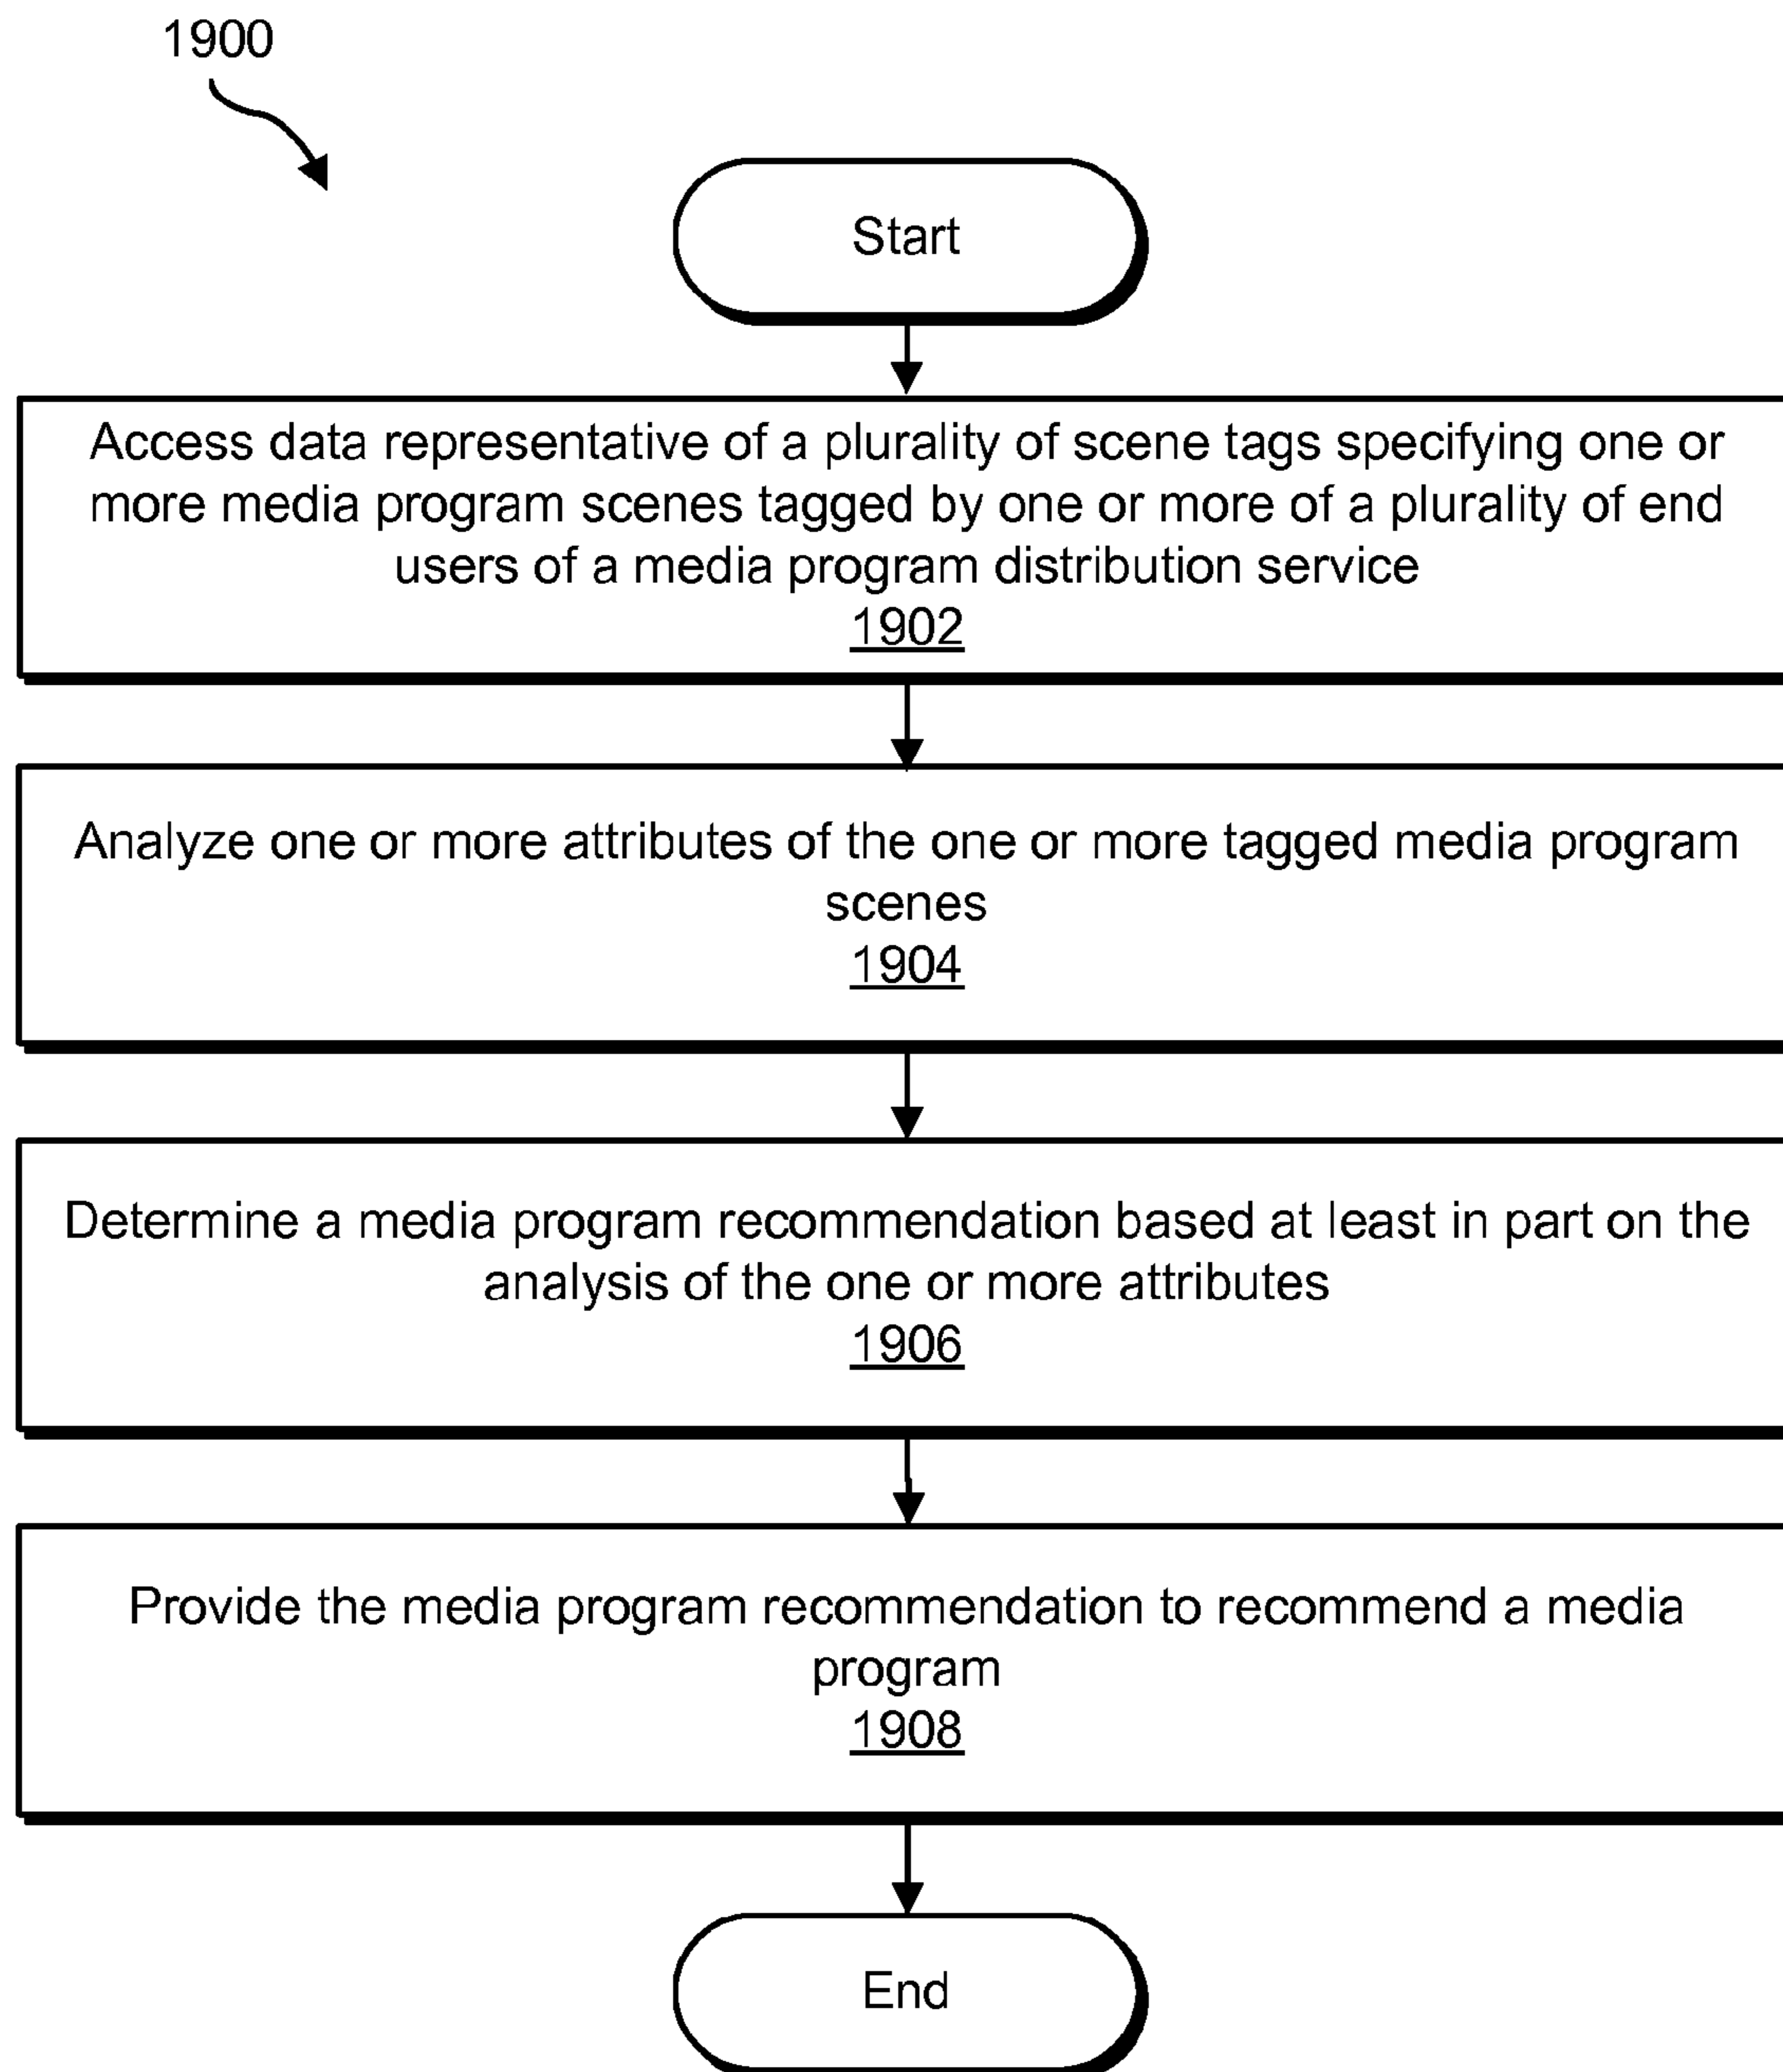 1900
Start
Access data representative of a plurality of scene tags specifying one or
more media program scenes tagged by one or more of a plurality of end
users of a media program distribution service
1902
Analyze one or more attributes of the one or more tagged media program
scenes
1904
Determine a media program recommendation based at least in part on the
analysis of the one or more attributes
1906
Provide the media program recommendation to recommend a media
program
1908
End